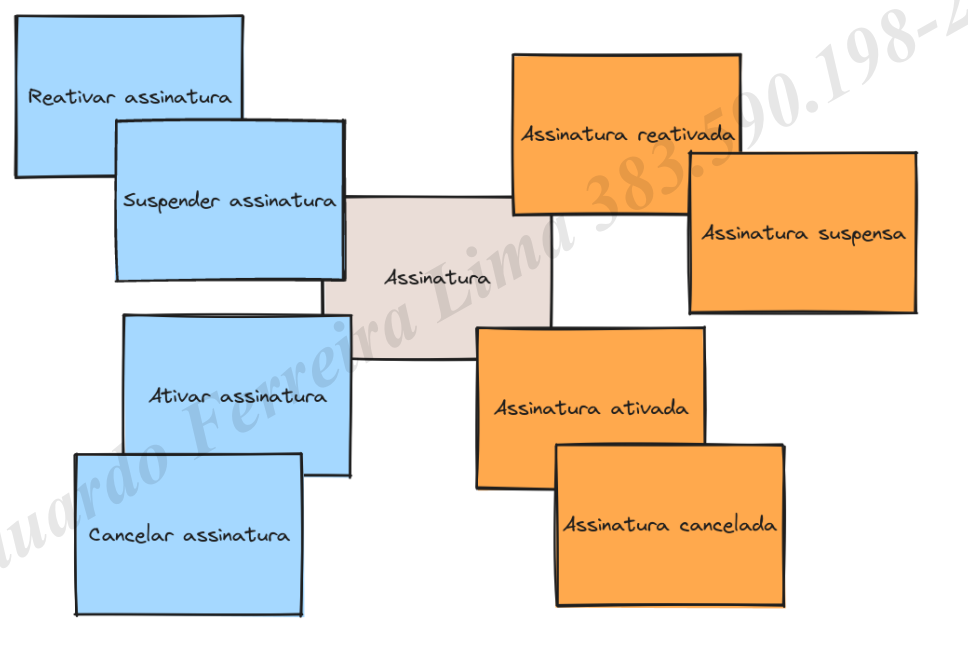 Reativar assinatura
Suspender assinatura
Assinatura
Ativar assinatura
Cancelar assinatura
Assinatura reativada
Assinatura suspensa
Assinatura ativada
Assinatura cancelada
Ferreira Lima 383.590.198-2